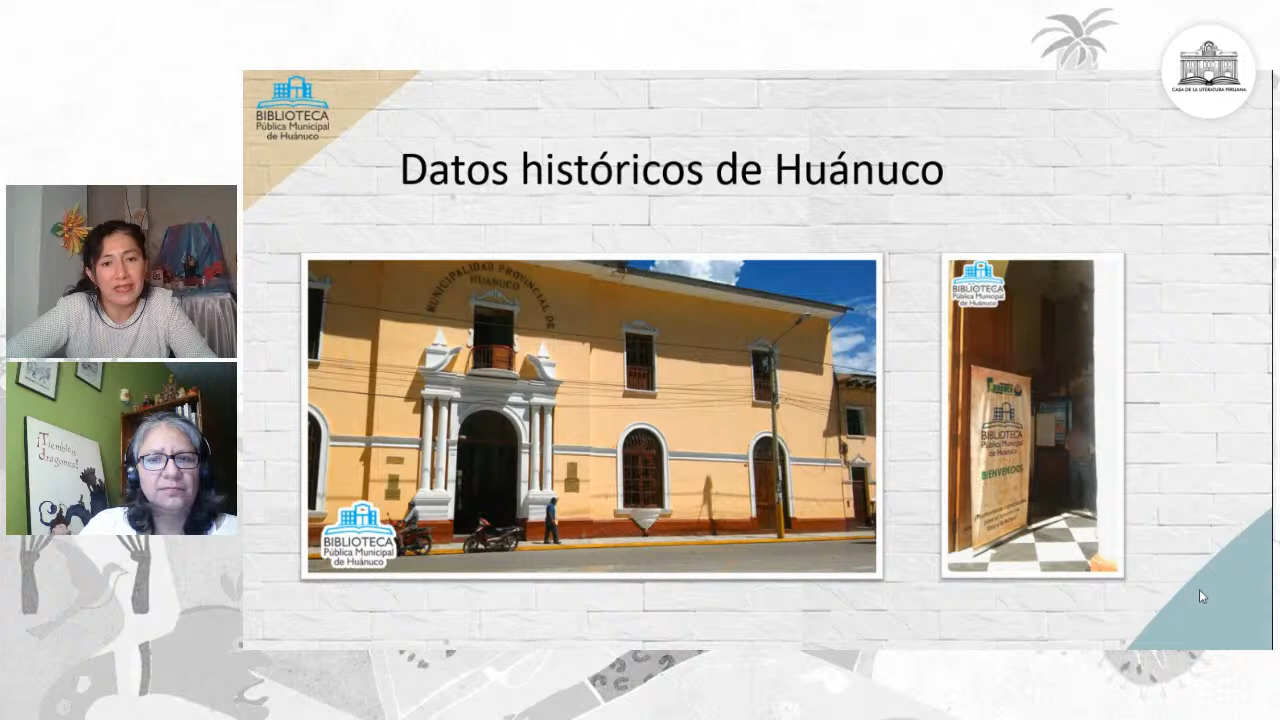 CASA DE LA LITERATURA PERUANA
BIBLIOTECA
Pública Municipal
de Huánuco
Datos históricos de Huánuco
MUNICIPALIDAD PROVINCIAL DE
HUANUCO
BIBLIOTECA
Pública Municipal
de Huánuco
BIBLIOTECA
Pública Municipal
de Huánuco
BIBLIOTECA
Pública Municipal
de Huánuco
BIENVENIDOS
¡Tiemblen,
dragones!